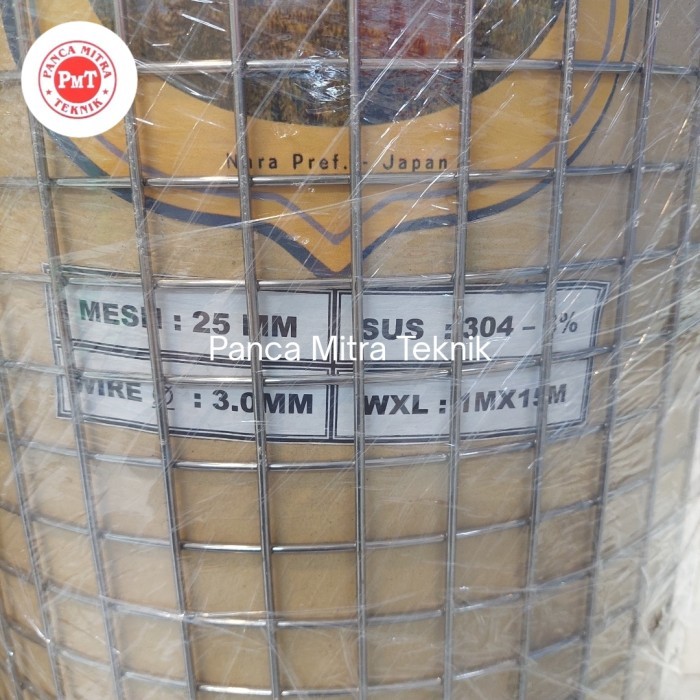 PANCA MITRA
PMT
TEKNIK
Nara Pref. - Japan
MESH : 25 MM
SUS : 304 - 8%
Panca Mitra Teknik
WIRE Ø : 3.0MM
WXL : 1MX15M